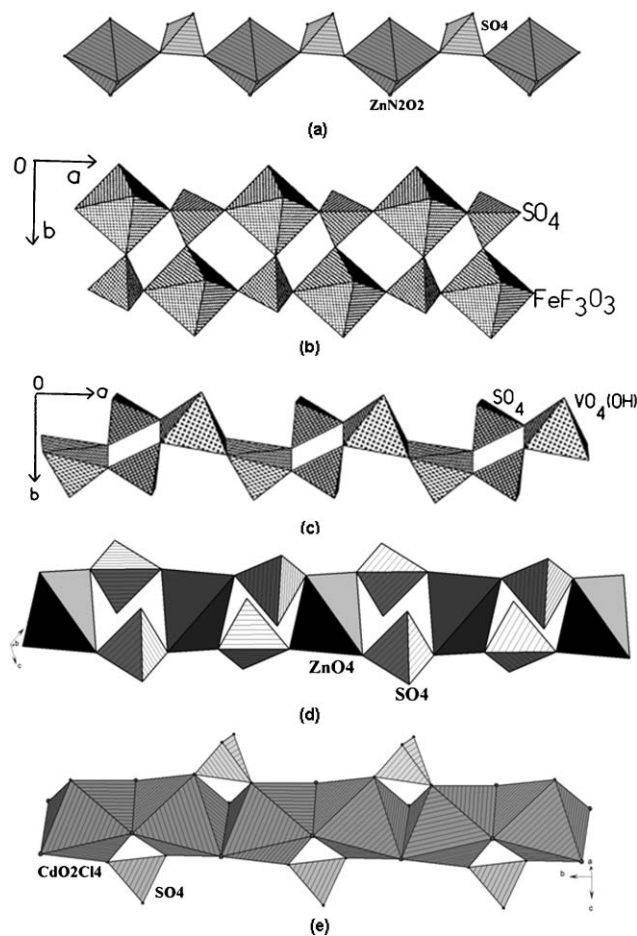 SO4
ZnN2O2
(a)
0
a
b
SO4
FeF3O3
(b)
0
a
b
SO4
VO4(OH)
(c)
b
c
ZnO4
SO4
(d)
CdO2Cl4
SO4
a
b
c
(e)